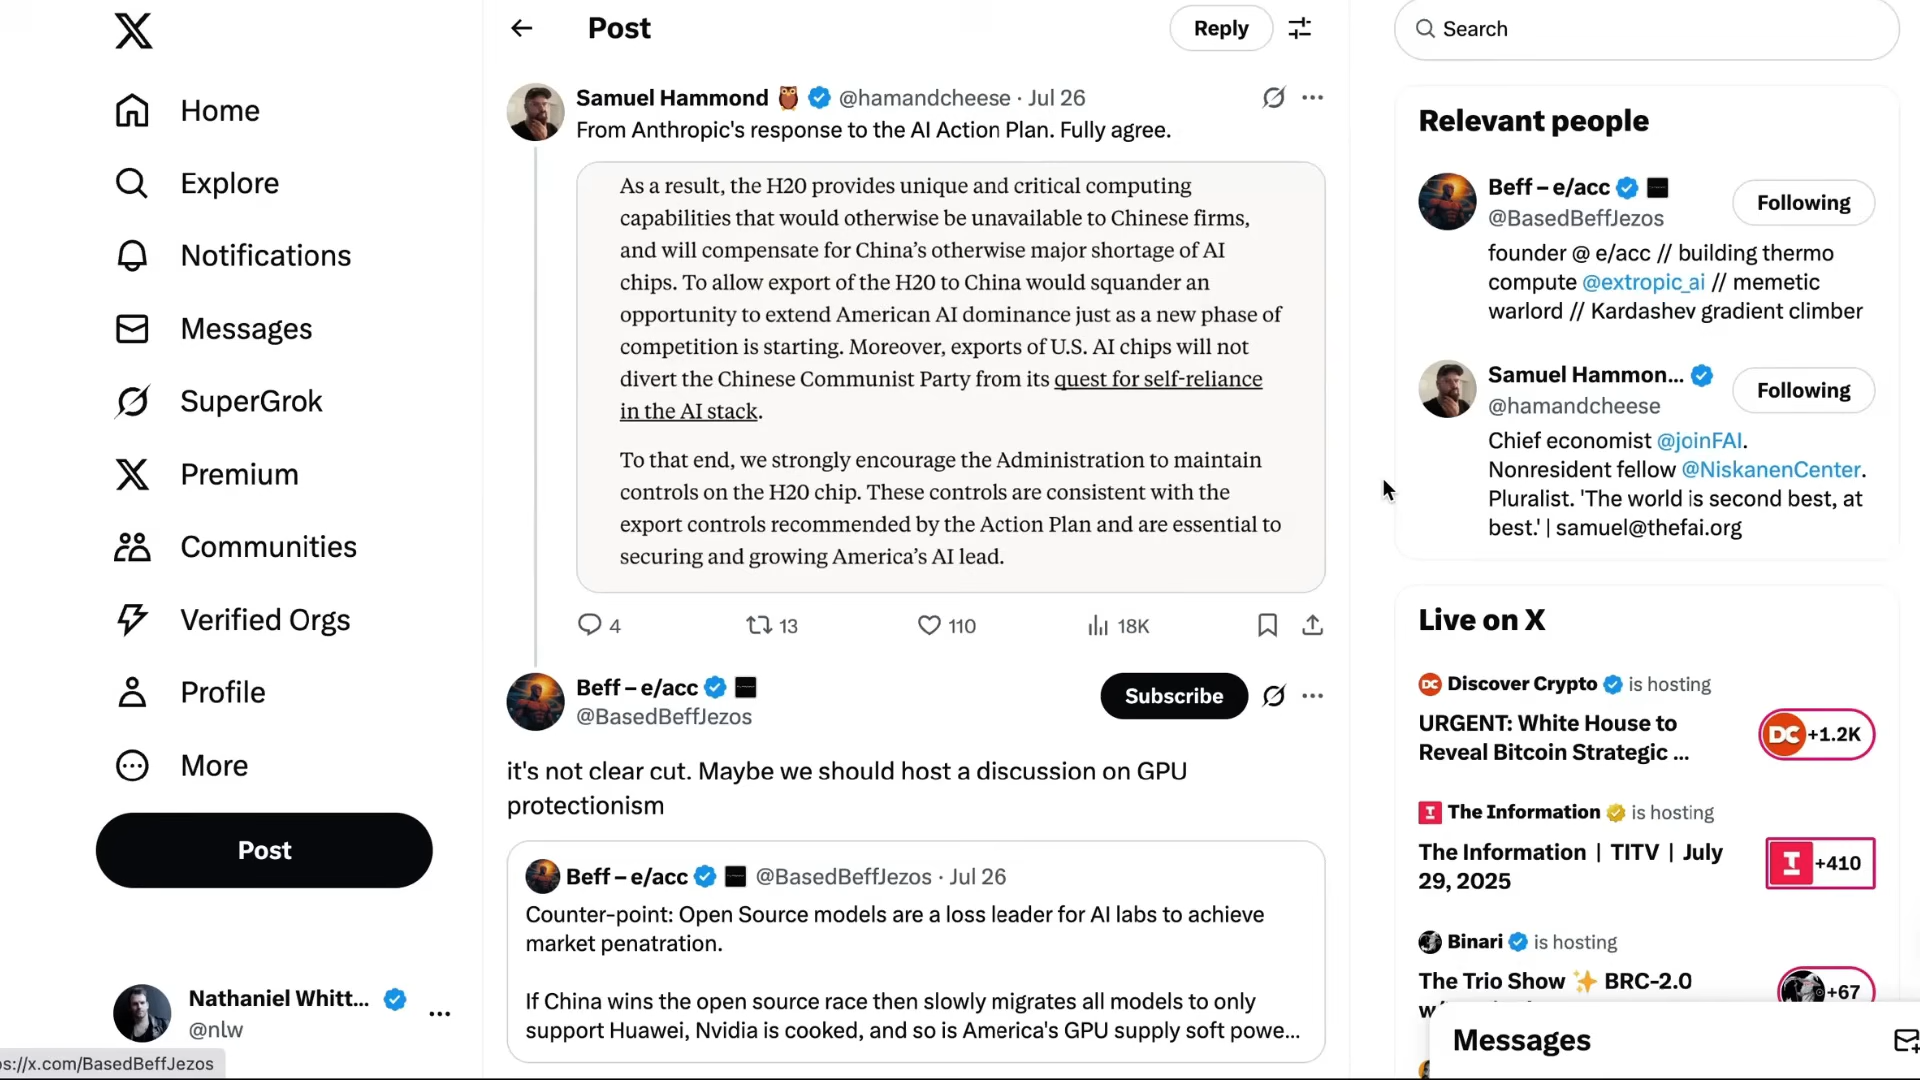 Home
Explore
Notifications
Messages
SuperGrok
Premium
Communities
Verified Orgs
Profile
More
Post
Nathaniel Whitt...
@nlw
ps://x.com/BasedBeffJezos
Post
Reply
Samuel Hammond @hamandcheese · Jul 26
From Anthropic's response to the AI Action Plan. Fully agree.
As a result, the H20 provides unique and critical computing
capabilities that would otherwise be unavailable to Chinese firms,
and will compensate for China’s otherwise major shortage of AI
chips. To allow export of the H20 to China would squander an
opportunity to extend American AI dominance just as a new phase of
competition is starting. Moreover, exports of U.S. AI chips will not
divert the Chinese Communist Party from its quest for self-reliance
in the AI stack.
To that end, we strongly encourage the Administration to maintain
controls on the H20 chip. These controls are consistent with the
export controls recommended by the Action Plan and are essential to
securing and growing America’s AI lead.
4 13 110 18K
Beff – e/acc
@BasedBeffJezos
Subscribe
it's not clear cut. Maybe we should host a discussion on GPU
protectionism
Beff – e/acc @BasedBeffJezos · Jul 26
Counter-point: Open Source models are a loss leader for AI labs to achieve
market penatration.
If China wins the open source race then slowly migrates all models to only
support Huawei, Nvidia is cooked, and so is America's GPU supply soft powe...
Search
Relevant people
Beff – e/acc
@BasedBeffJezos
Following
founder @ e/acc // building thermo
compute @extropic_ai // memetic
warlord // Kardashev gradient climber
Samuel Hammon...
@hamandcheese
Following
Chief economist @joinFAI.
Nonresident fellow @NiskanenCenter.
Pluralist. 'The world is second best, at
best.' | samuel@thefai.org
Live on X
DC Discover Crypto is hosting
URGENT: White House to
Reveal Bitcoin Strategic ...
DC +1.2K
The Information is hosting
The Information | TITV | July
29, 2025
+410
Binari is hosting
The Trio Show ✨ BRC-2.0
+67
Messages